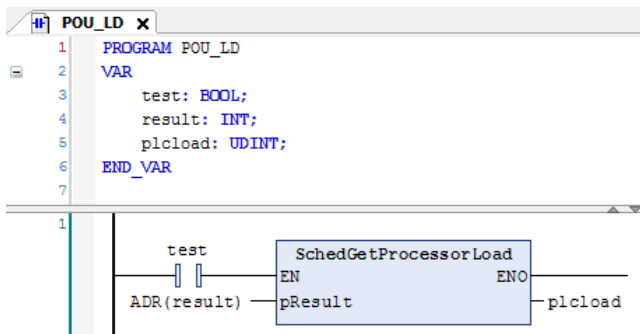 POU_LD x
1 PROGRAM POU_LD
2 VAR
3 test: BOOL;
4 result: INT;
5 plcload: UDINT;
6 END_VAR
7
1
test
SchedGetProcessorLoad
EN ENO
ADR(result) pResult plcload